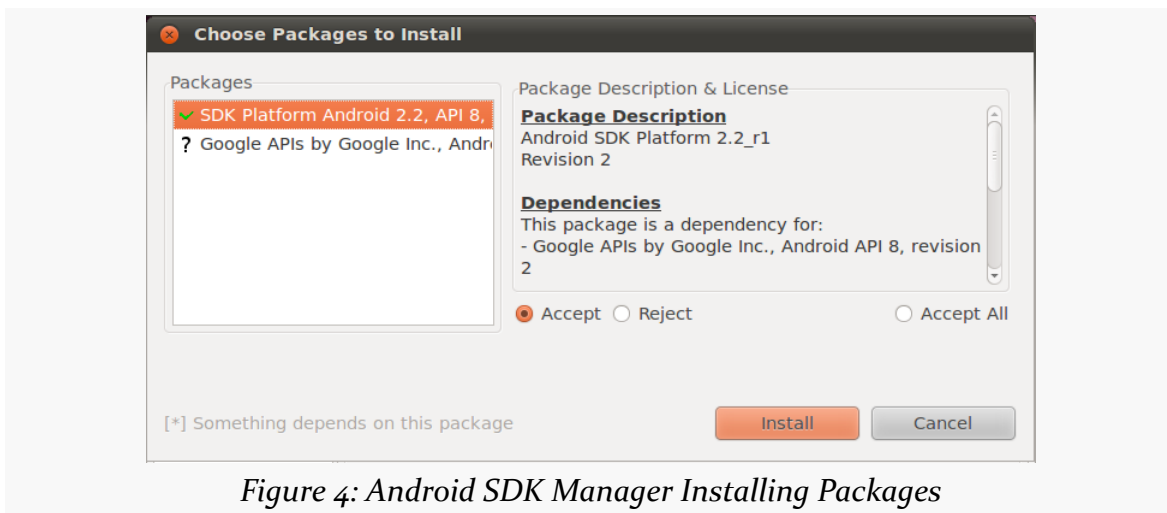 Choose Packages to Install
Packages
SDK Platform Android 2.2, API 8,
? Google APIs by Google Inc., Andr
Package Description & License
Package Description
Android SDK Platform 2.2_r1
Revision 2
Dependencies
This package is a dependency for:
- Google APIs by Google Inc., Android API 8, revision
2
Accept
Reject
Accept All
[*] Something depends on this package
Install
Cancel
Figure 4: Android SDK Manager Installing Packages